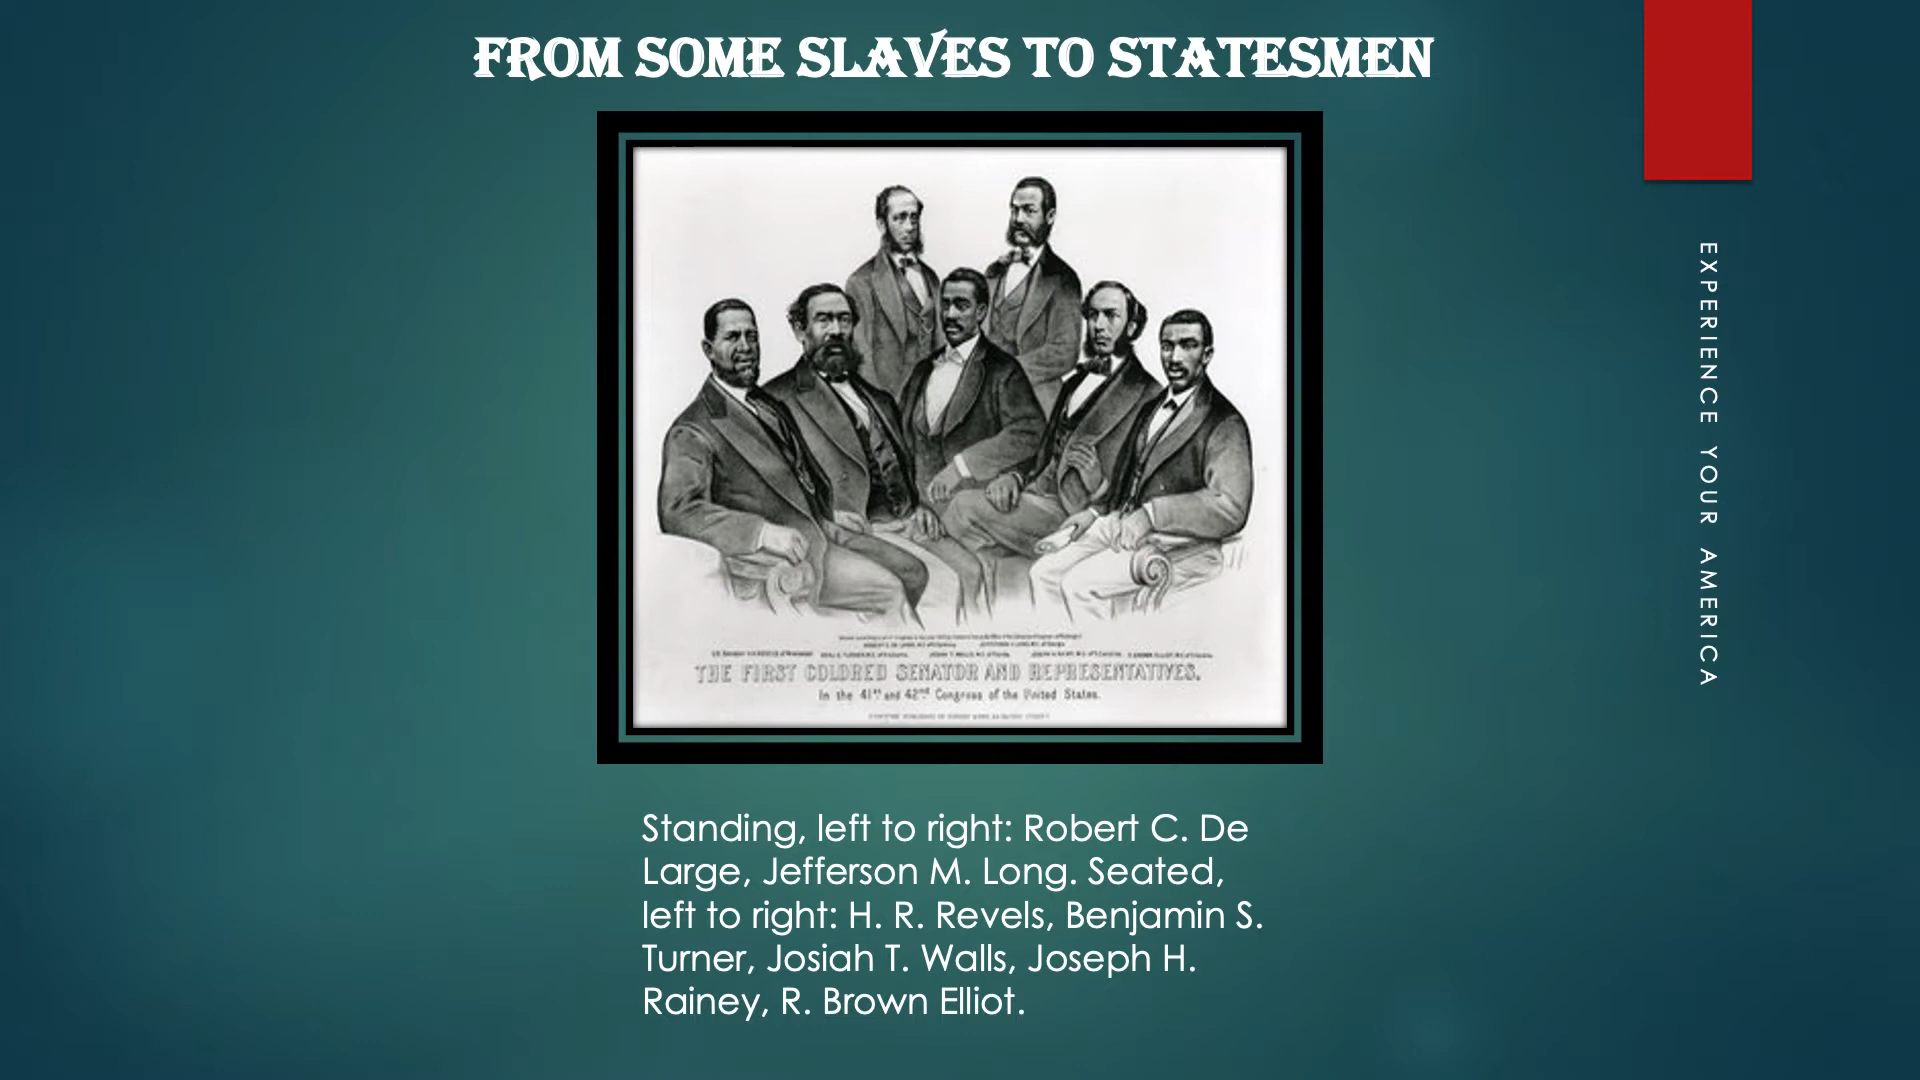 FROM SOME SLAVES TO STATESMEN
THE FIRST COLORED SENATOR AND REPRESENTATIVES.
In the 41st and 42nd Congress of the United States.
Standing, left to right: Robert C. De
Large, Jefferson M. Long. Seated,
left to right: H. R. Revels, Benjamin S.
Turner, Josiah T. Walls, Joseph H.
Rainey, R. Brown Elliot.
EXPERIENCE YOUR AMERICA